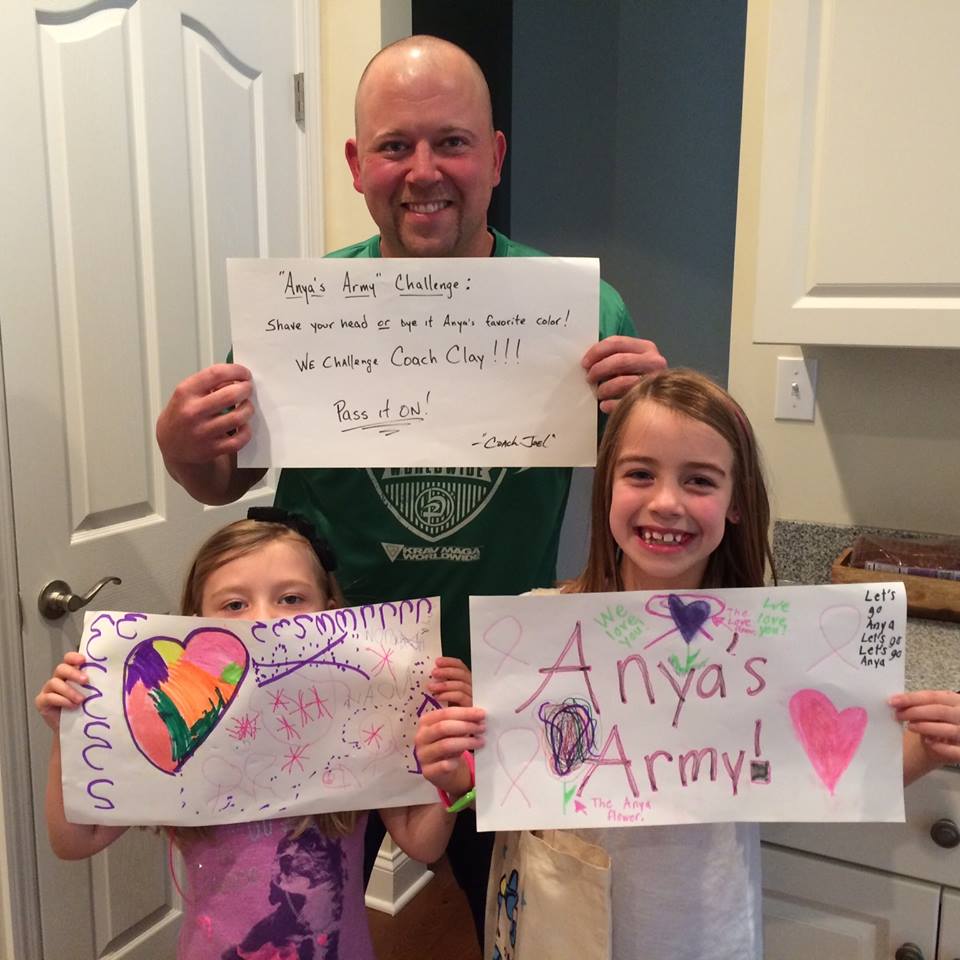 "Anya's Army" Challenge:
Shave your head or Dye it Anya's favorite color!
WE Challenge Coach Clay!!!
Pass it ON!
-"Coach Joel"
WORLDWIDE
KRAV MAGA
WORLDWIDE
We
love
you!
The
Love
flower
We
love
you!
Let's
go
Anya
Let's go
Let's go
Anya
Anya's
Army!
The Anya
flower.